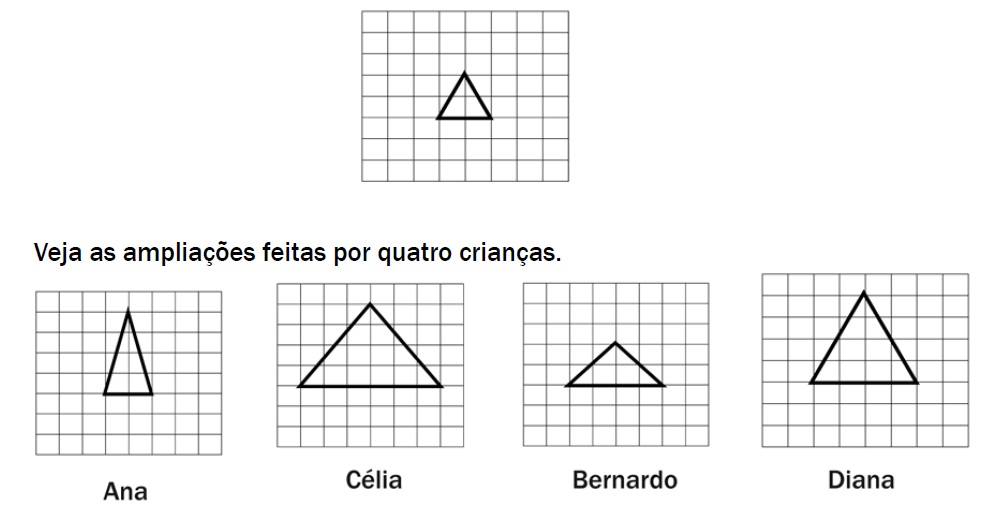 Veja as ampliações feitas por quatro crianças.
Ana
Célia
Bernardo
Diana